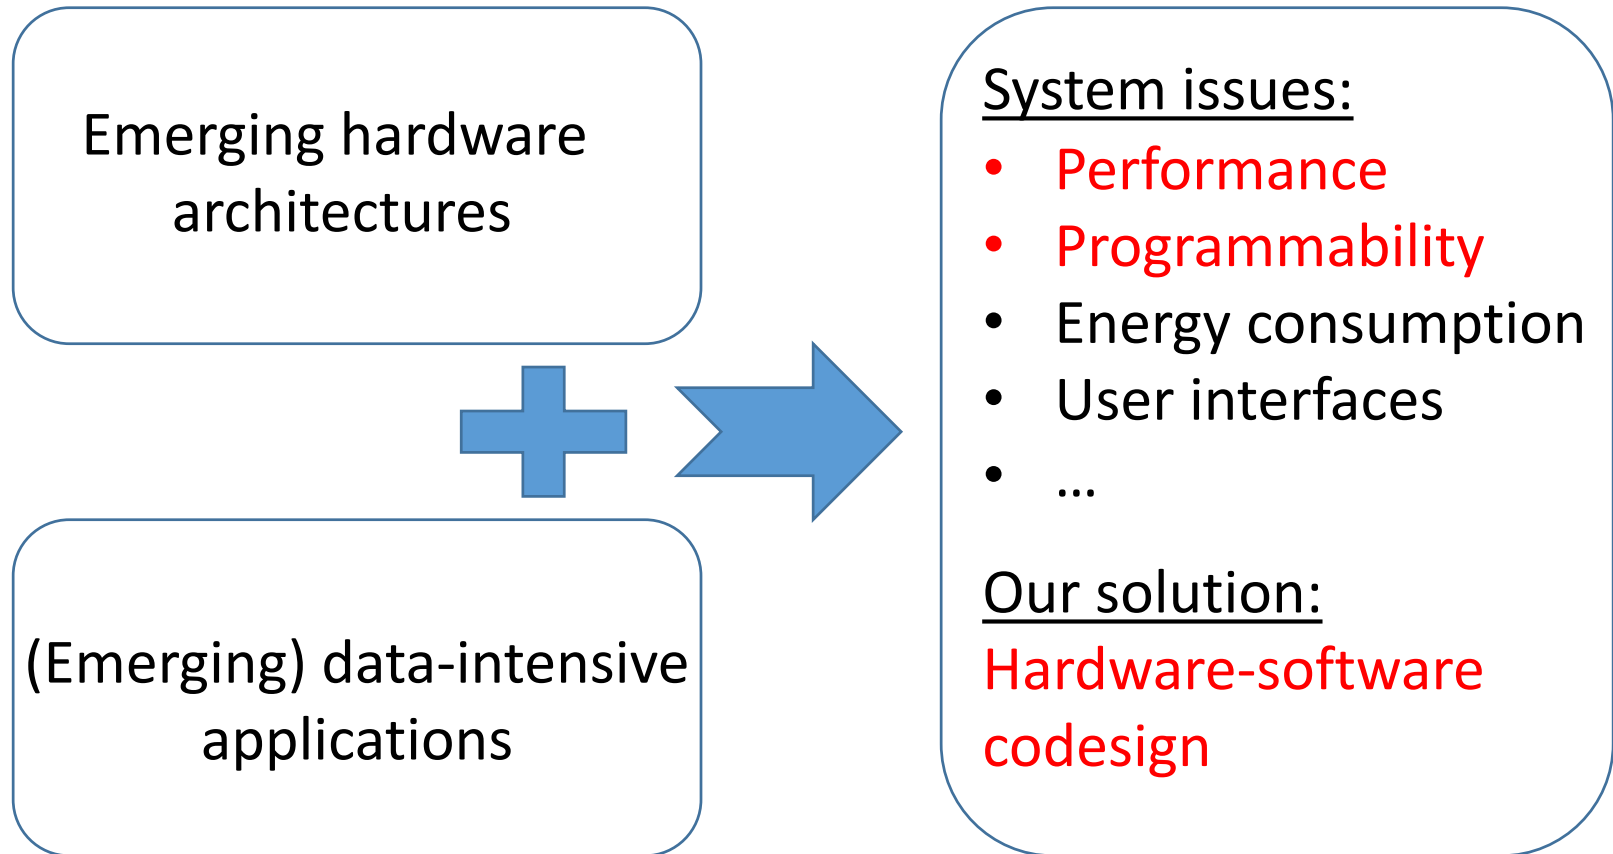 Emerging hardware
architectures
(Emerging) data-intensive
applications
System issues:
• Performance
• Programmability
• Energy consumption
• User interfaces
• ...
Our solution:
Hardware-software
codesign